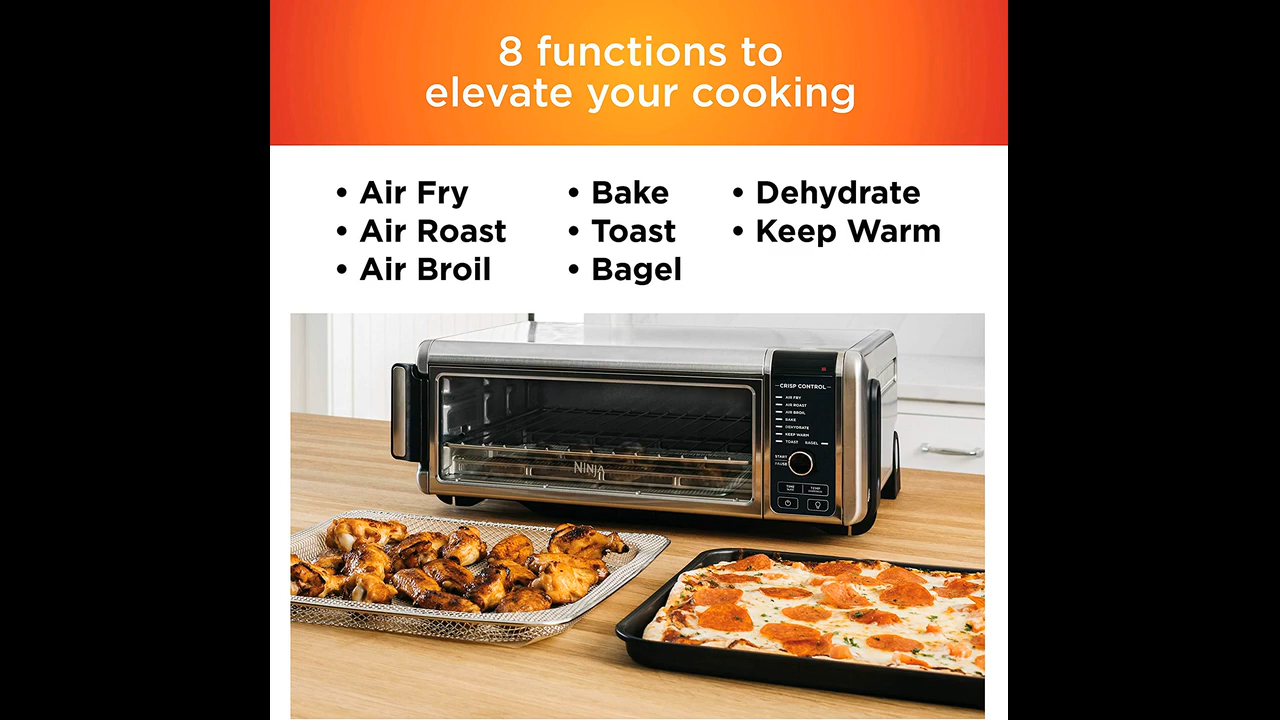 8 functions to
elevate your cooking
• Air Fry
• Air Roast
• Air Broil
• Bake
• Toast
• Bagel
• Dehydrate
• Keep Warm
CRISP CONTROL
AIR FRY
AIR ROAST
AIR BROIL
BAKE
DEHYDRATE
KEEP WARM
TOAST BAGEL
START
PAUSE
TIME
TEMP
NINJA